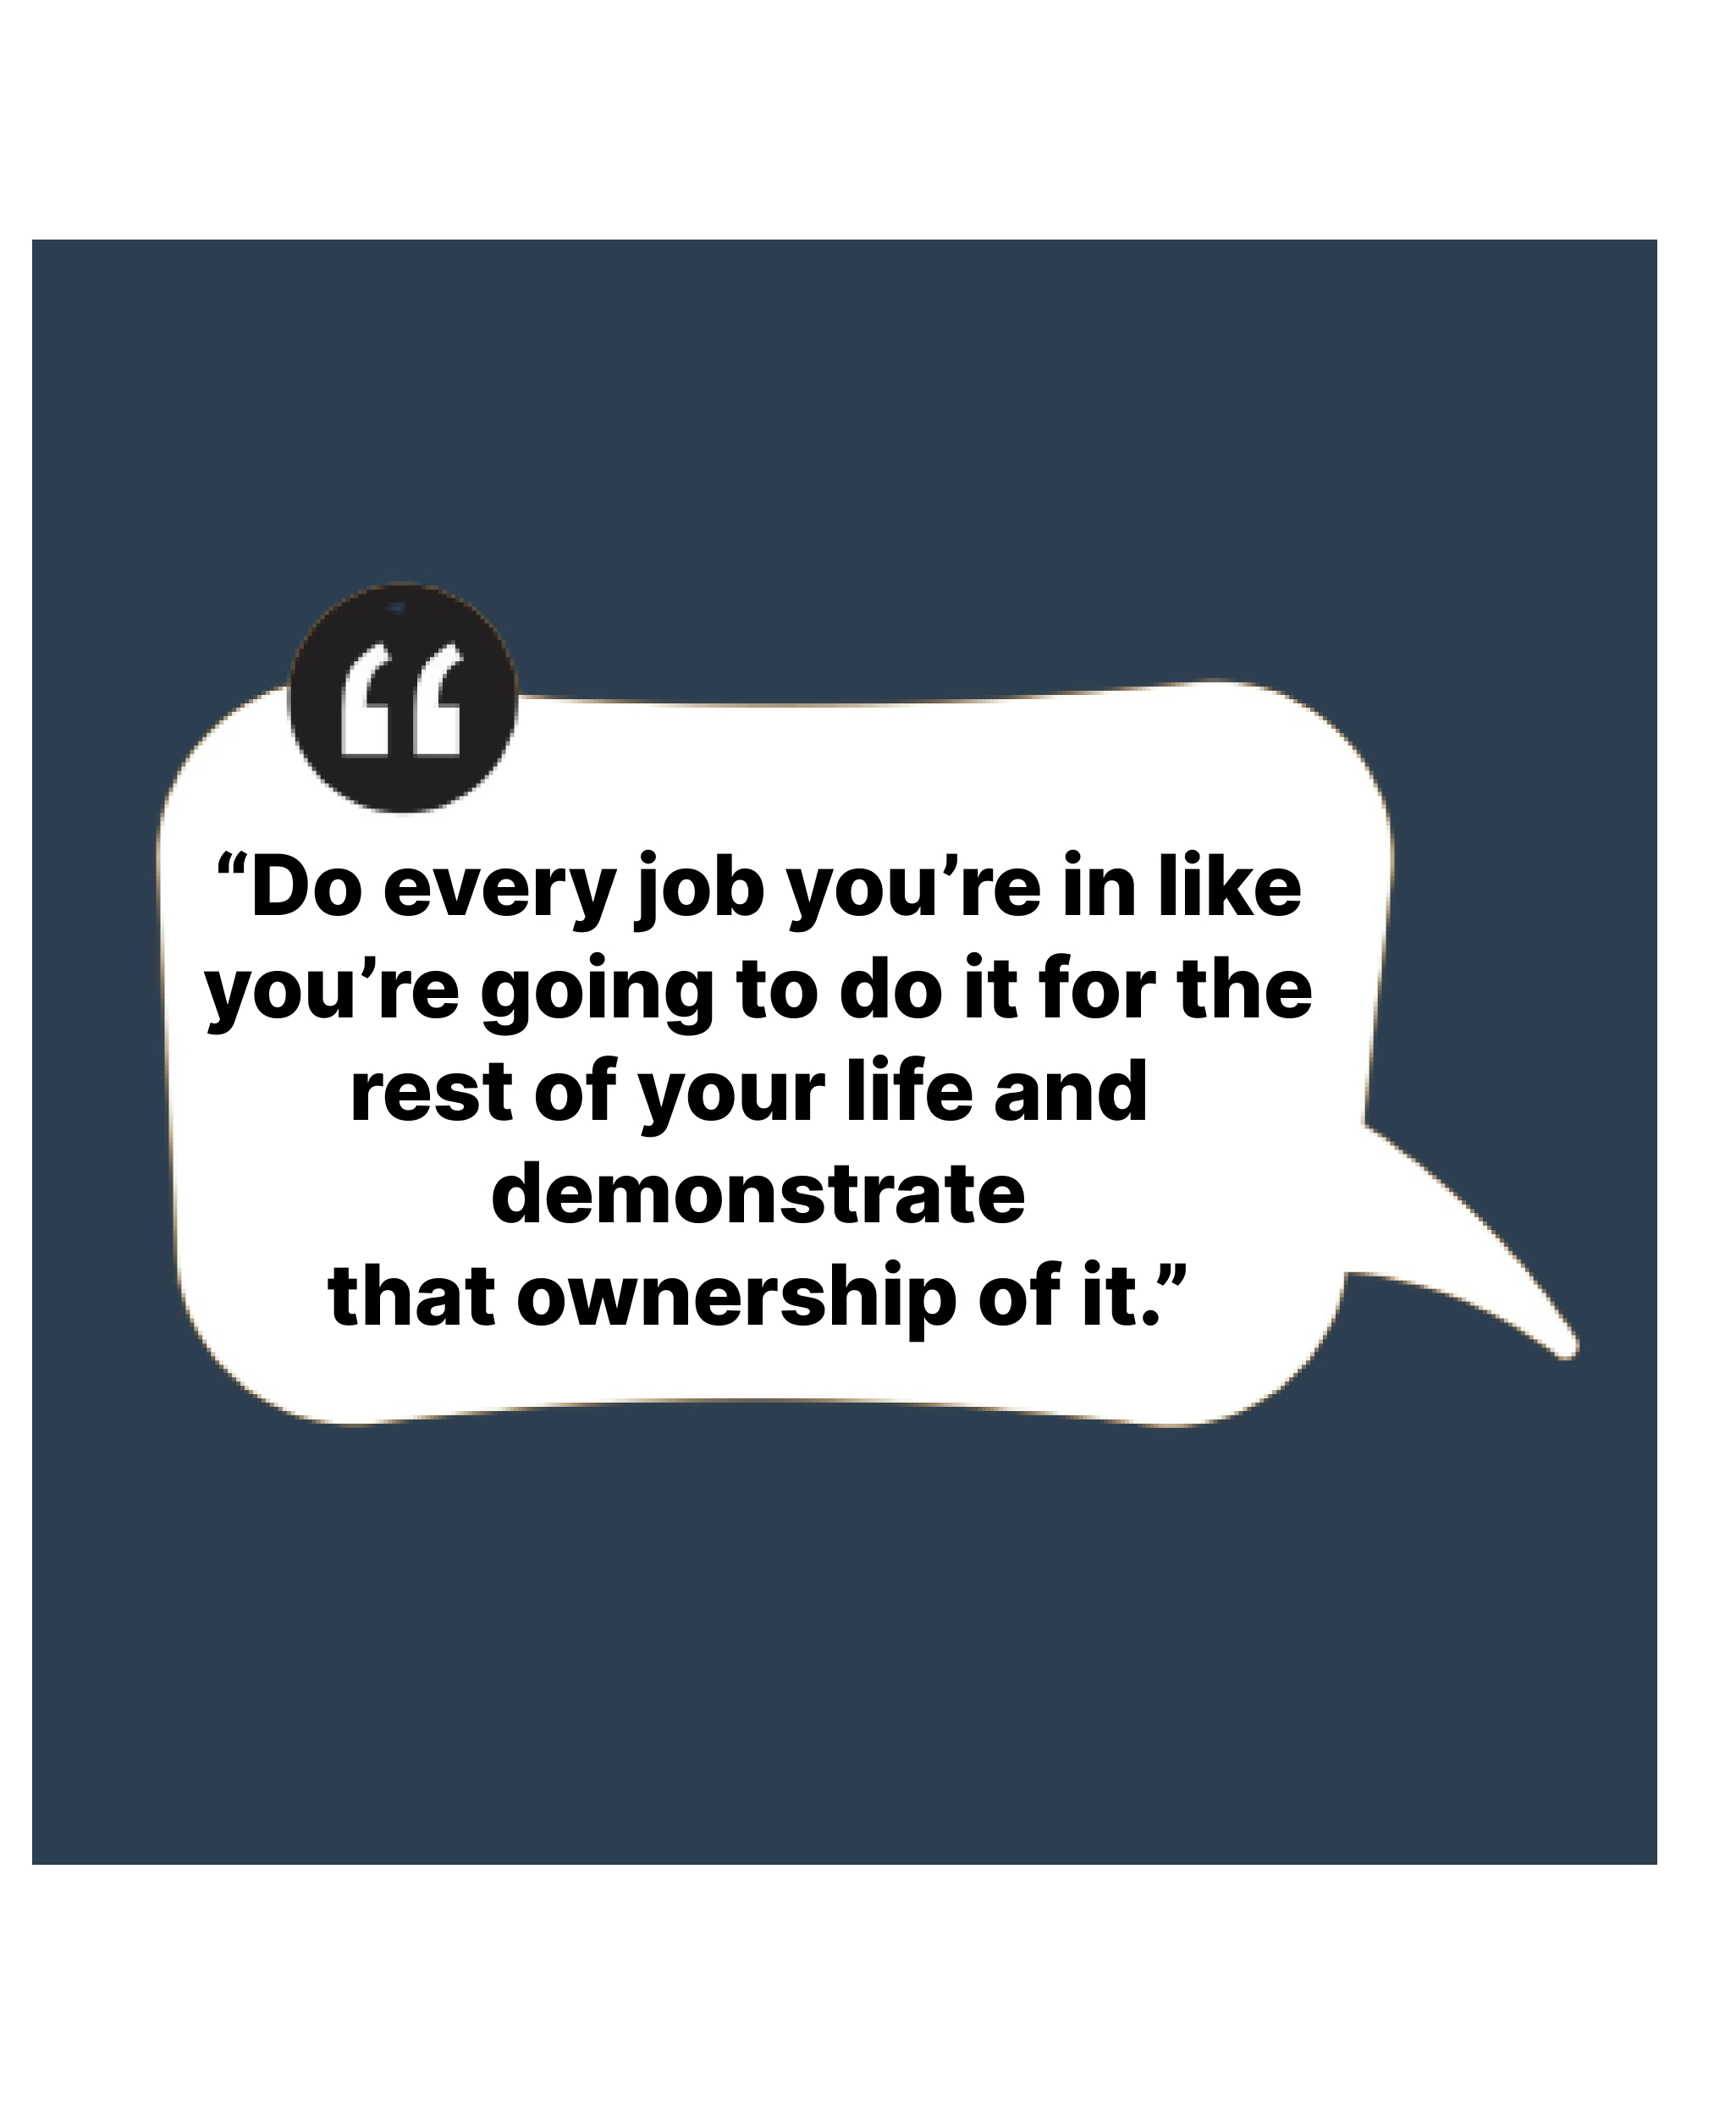 “
“Do every job you’re in like
you’re going to do it for the
rest of your life and
demonstrate
that ownership of it.”